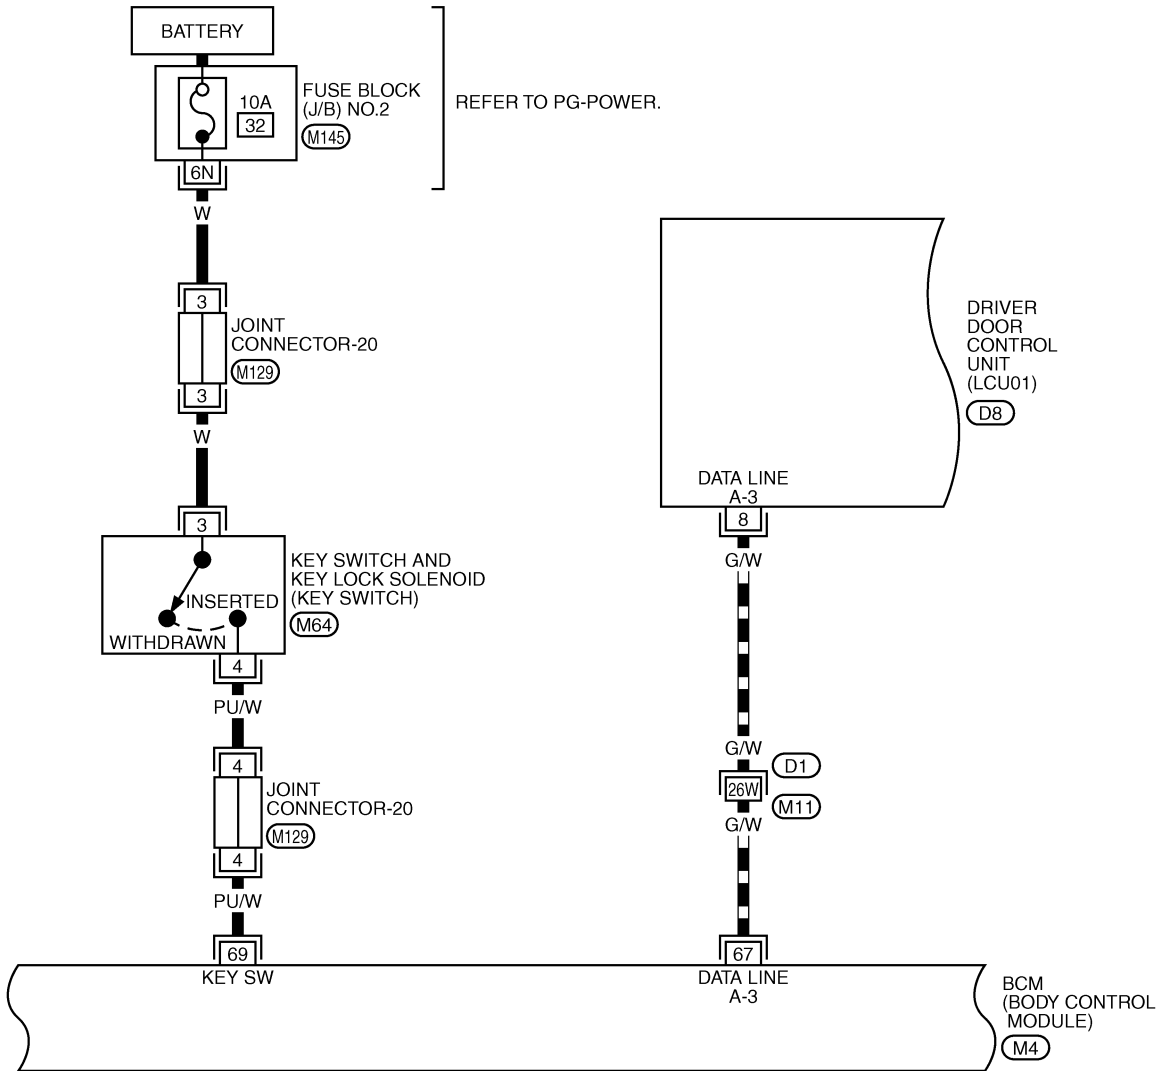 BATTERY
10A
32
FUSE BLOCK
(J/B) NO.2
M145
REFER TO PG-POWER.
6N
W
3
JOINT
CONNECTOR-20
M129
3
W
3
KEY SWITCH AND
KEY LOCK SOLENOID
(KEY SWITCH)
M64
INSERTED
WITHDRAWN
4
PU/W
4
JOINT
CONNECTOR-20
M129
4
PU/W
69
KEY SW
DRIVER
DOOR
CONTROL
UNIT
(LCU01)
D8
DATA LINE
A-3
8
G/W
G/W
D1
26W
M11
G/W
67
DATA LINE
A-3
BCM
(BODY CONTROL
MODULE)
M4